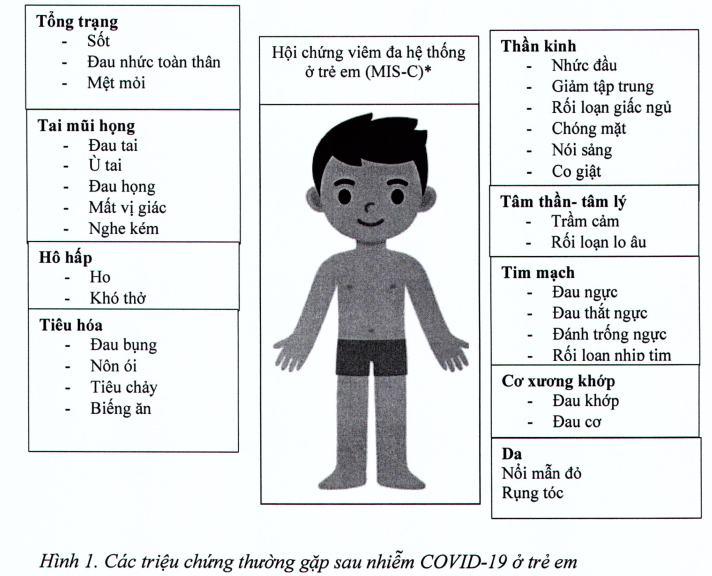 Tổng trạng
- Sốt
- Đau nhức toàn thân
- Mệt mỏi
Tai mũi họng
- Đau tai
- Ù tai
- Đau họng
- Mất vị giác
- Nghe kém
Hô hấp
- Ho
- Khó thở
Tiêu hóa
- Đau bụng
- Nôn ói
- Tiêu chảy
- Biếng ăn
Hội chứng viêm đa hệ thống
ở trẻ em (MIS-C)*
Thần kinh
- Nhức đầu
- Giảm tập trung
- Rối loạn giấc ngủ
- Chóng mặt
- Nói sảng
- Co giật
Tâm thần- tâm lý
- Trầm cảm
- Rối loạn lo âu
Tim mạch
- Đau ngực
- Đau thắt ngực
- Đánh trống ngực
- Rối loạn nhịp tim
Cơ xương khớp
- Đau khớp
- Đau cơ
Da
Nổi mẩn đỏ
Rụng tóc
Hình 1. Các triệu chứng thường gặp sau nhiễm COVID-19 ở trẻ em